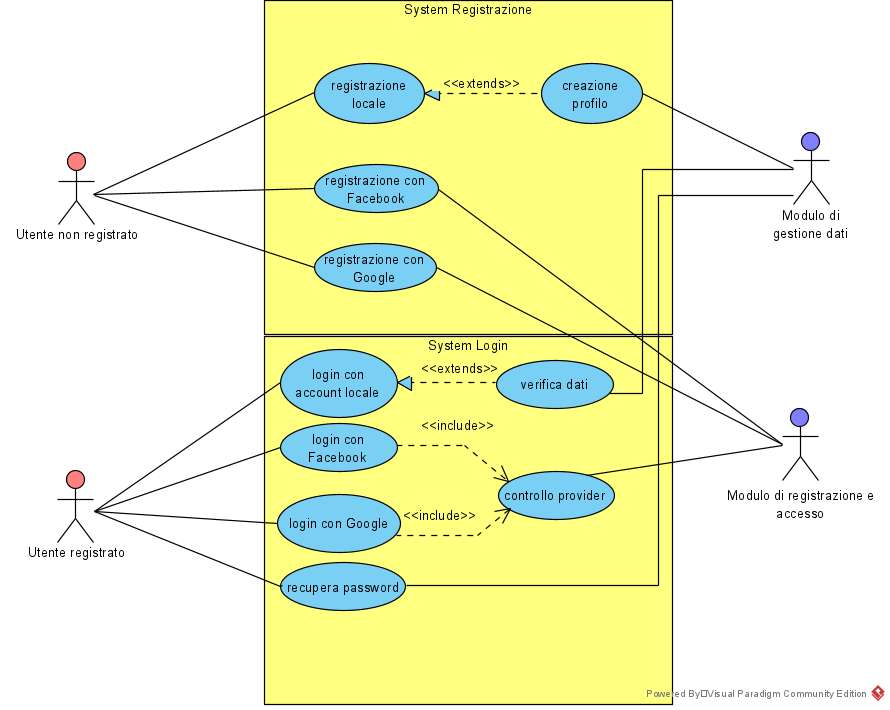 System Registrazione
registrazione
locale
<<extends>>
creazione
profilo
registrazione con
Facebook
registrazione con
Google
Utente non registrato
Modulo di
gestione dati
System Login
login con
account locale
<<extends>>
verifica dati
login con
Facebook
<<include>>
controllo provider
login con Google
<<include>>
recupera password
Utente registrato
Modulo di registrazione e
accesso
Powered By Visual Paradigm Community Edition